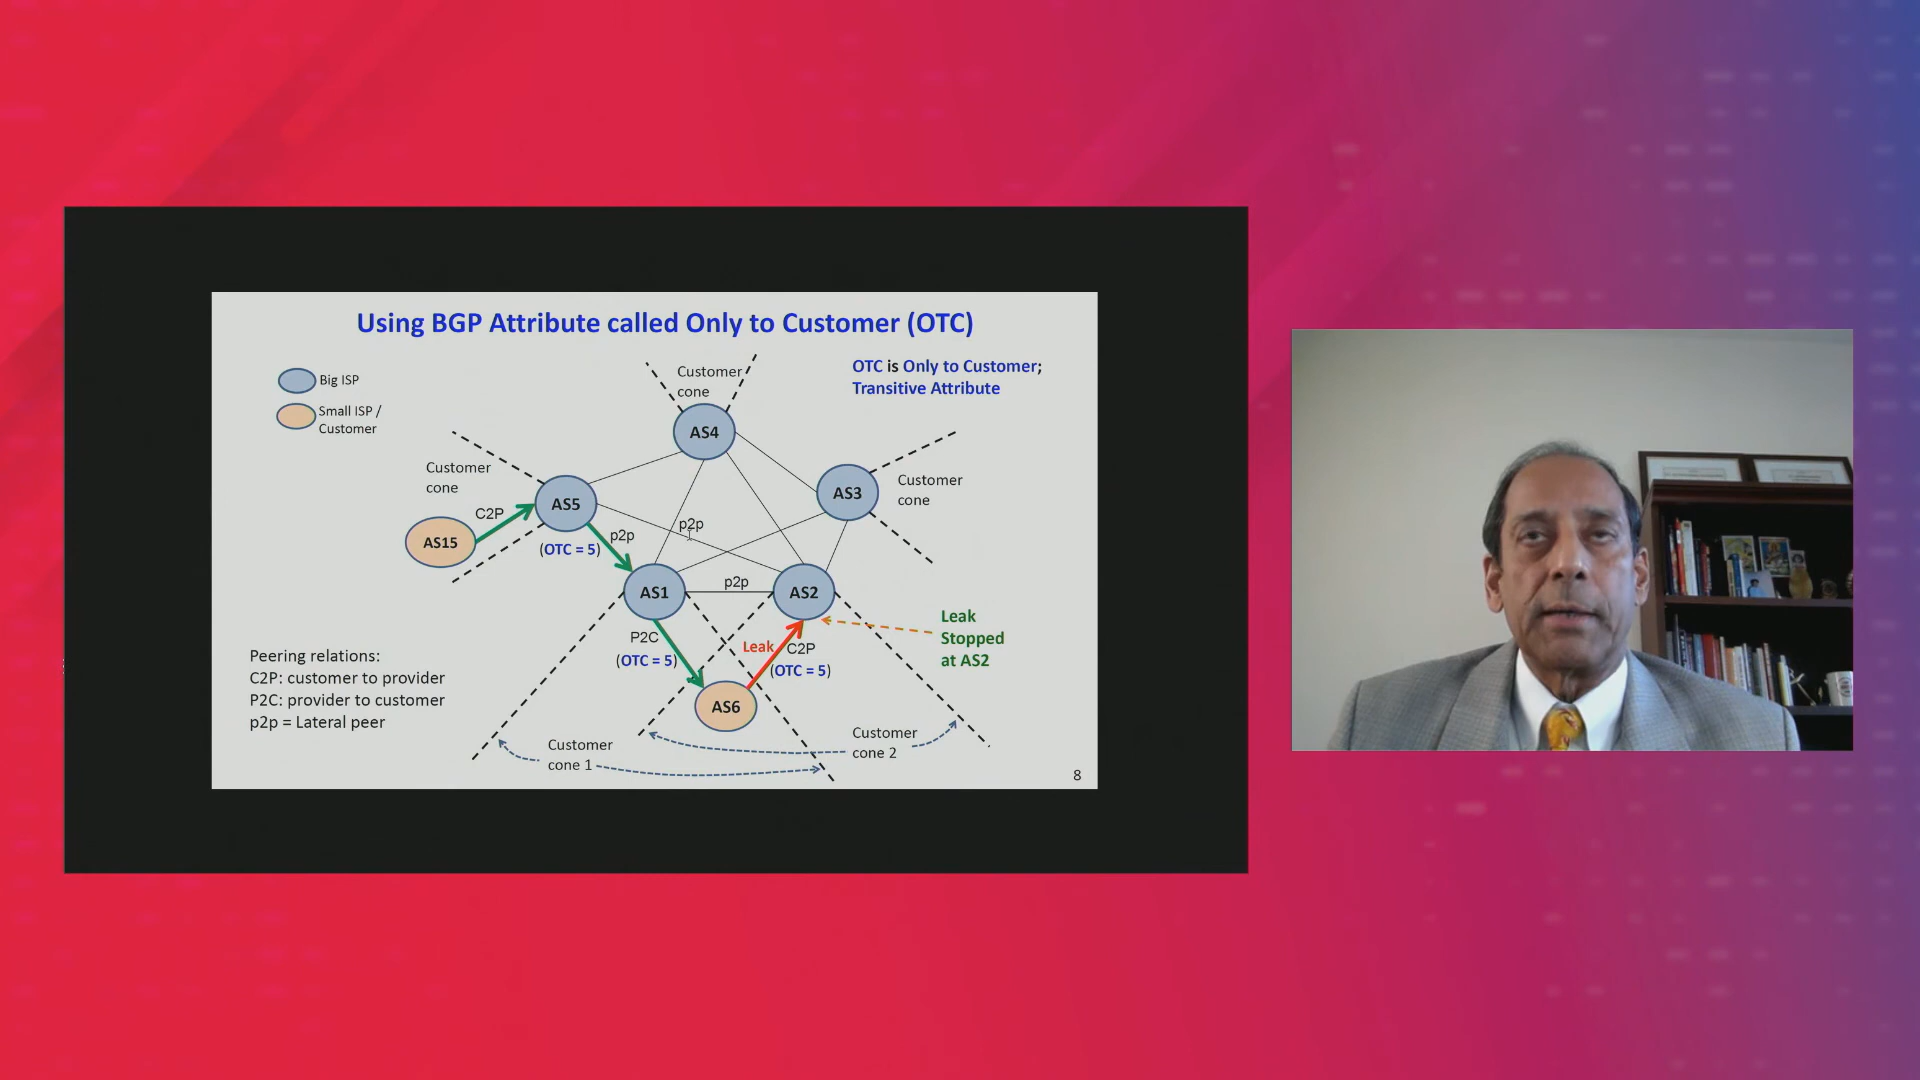 Using BGP Attribute called Only to Customer (OTC)
Big ISP
Small ISP /
Customer
OTC is Only to Customer;
Transitive Attribute
Customer
cone
AS4
Customer
cone
AS5
AS3
Customer
cone
C2P
AS15
p2p
(OTC = 5)
p2p
AS1
p2p
AS2
P2C
(OTC = 5)
Leak
C2P
(OTC = 5)
Leak
Stopped
at AS2
AS6
Peering relations:
C2P: customer to provider
P2C: provider to customer
p2p = Lateral peer
Customer
cone 1
Customer
cone 2
8